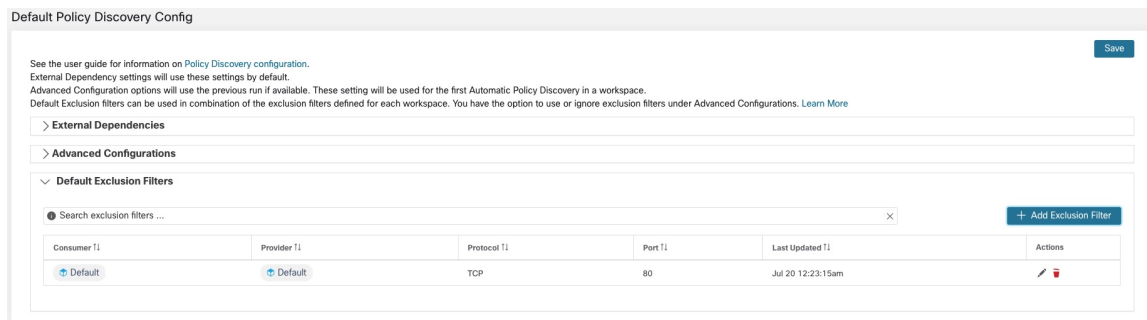 Default Policy Discovery Config
Save
See the user guide for information on Policy Discovery configuration.
External Dependency settings will use these settings by default.
Advanced Configuration options will use the previous run if available. These setting will be used for the first Automatic Policy Discovery in a workspace.
Default Exclusion filters can be used in combination of the exclusion filters defined for each workspace. You have the option to use or ignore exclusion filters under Advanced Configurations. Learn More
External Dependencies
Advanced Configurations
Default Exclusion Filters
Search exclusion filters ...
+ Add Exclusion Filter
Consumer ↑↓ Provider ↑↓ Protocol ↑↓ Port ↑↓ Last Updated ↑↓ Actions
Default Default TCP 80 Jul 20 12:23:15am